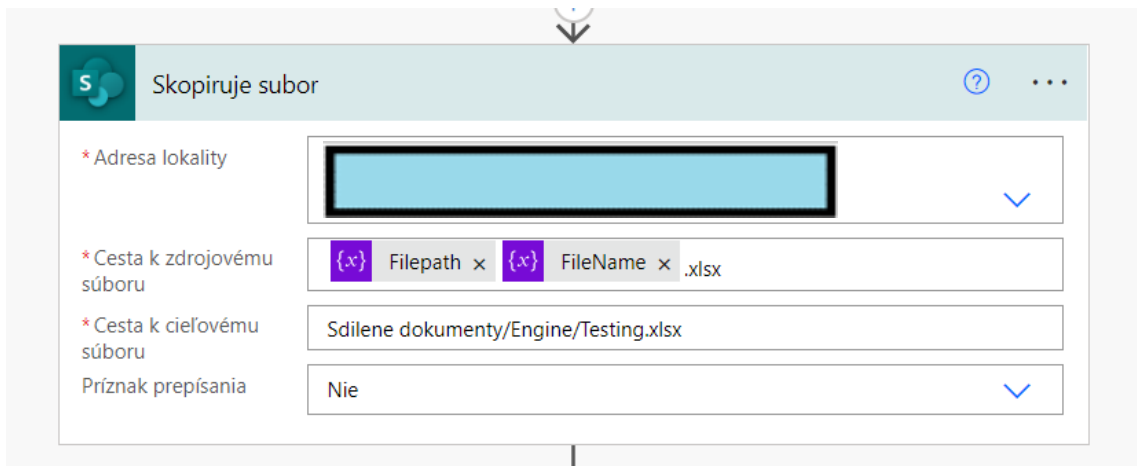 S
Skopiruje subor
?
* Adresa lokality
* Cesta k zdrojovému
súboru
{x} Filepath × {x} FileName × .xlsx
* Cesta k cieľovému
súboru
Sdilene dokumenty/Engine/Testing.xlsx
Príznak prepísania
Nie